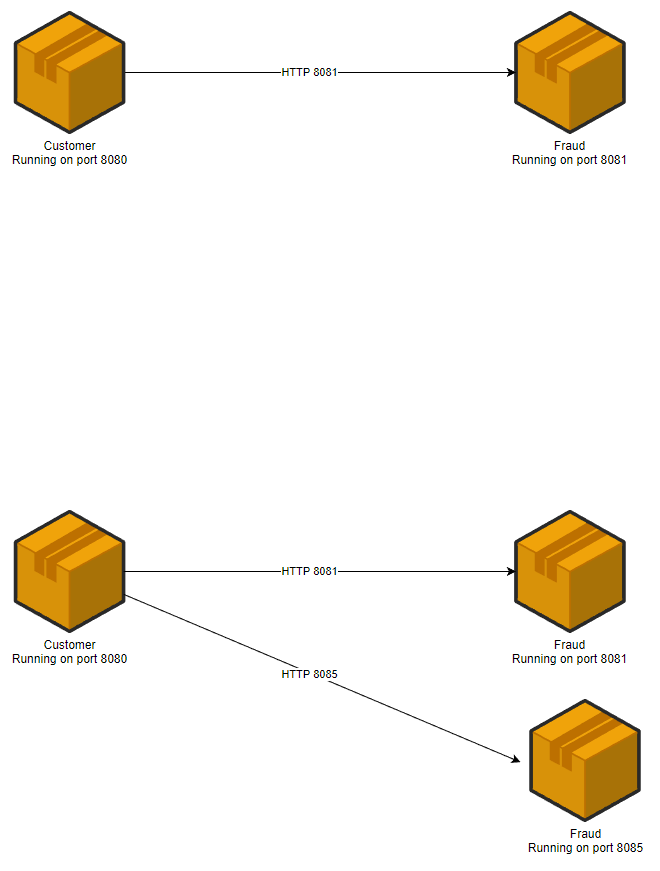 HTTP 8081
Customer
Running on port 8080
Fraud
Running on port 8081
HTTP 8081
Customer
Running on port 8080
Fraud
Running on port 8081
HTTP 8085
Fraud
Running on port 8085